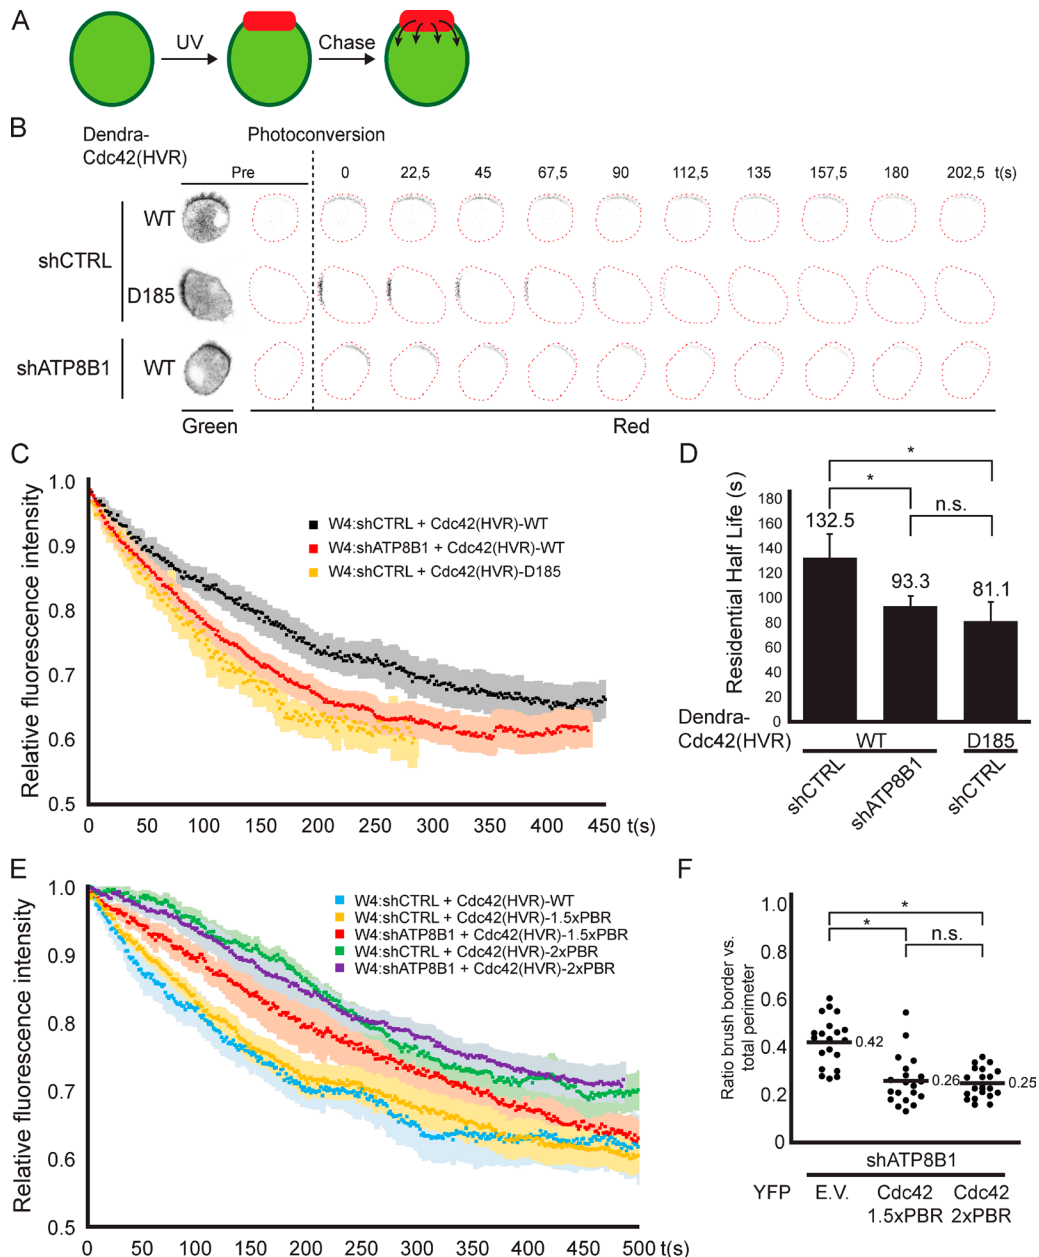 A
UV
Chase
B
Dendra-
Cdc42(HVR)
Photoconversion
Pre
0 22,5 45 67,5 90 112,5 135 157,5 180 202,5 t(s)
shCTRL
WT
D185
shATP8B1
WT
Green
Red
C
Relative fluorescence intensity
1.0
0.9
0.8
0.7
0.6
0.5
W4:shCTRL + Cdc42(HVR)-WT
W4:shATP8B1 + Cdc42(HVR)-WT
W4:shCTRL + Cdc42(HVR)-D185
0 50 100 150 200 250 300 350 400 450 t(s)
D
Residential Half Life (s)
*
*
n.s.
180
160
140
120
100
80
60
40
20
0
132.5
93.3
81.1
Dendra-
Cdc42(HVR)
WT
D185
shCTRL
shATP8B1
shCTRL
E
Relative fluorescence intensity
1.0
0.9
0.8
0.7
0.6
0.5
W4:shCTRL + Cdc42(HVR)-WT
W4:shCTRL + Cdc42(HVR)-1.5xPBR
W4:shATP8B1 + Cdc42(HVR)-1.5xPBR
W4:shCTRL + Cdc42(HVR)-2xPBR
W4:shATP8B1 + Cdc42(HVR)-2xPBR
0 50 100 150 200 250 300 350 400 450 500 t(s)
F
Ratio brush border vs.
total perimeter
1.0
0.8
0.6
0.4
0.2
0
*
*
n.s.
0.42
0.26
0.25
shATP8B1
YFP
E.V.
Cdc42
1.5xPBR
Cdc42
2xPBR